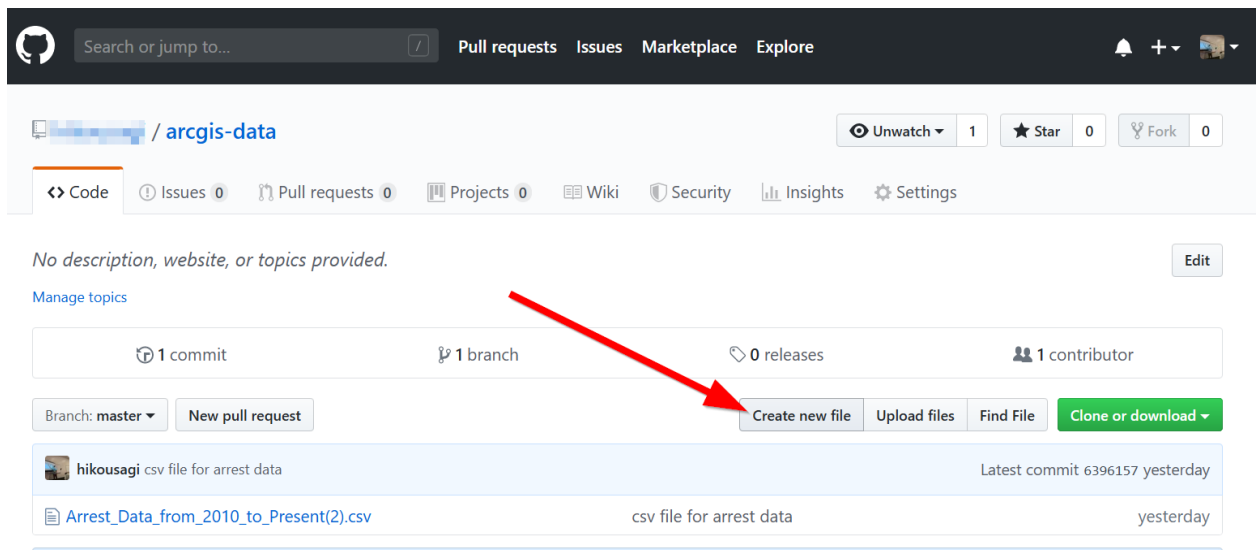 Search or jump to... / Pull requests Issues Marketplace Explore
/ arcgis-data Unwatch 1 Star 0 Fork 0
Code Issues 0 Pull requests 0 Projects 0 Wiki Security Insights Settings
No description, website, or topics provided. Edit
Manage topics
1 commit 1 branch 0 releases 1 contributor
Branch: master New pull request Create new file Upload files Find File Clone or download
hikousagi csv file for arrest data Latest commit 6396157 yesterday
Arrest_Data_from_2010_to_Present(2).csv csv file for arrest data yesterday